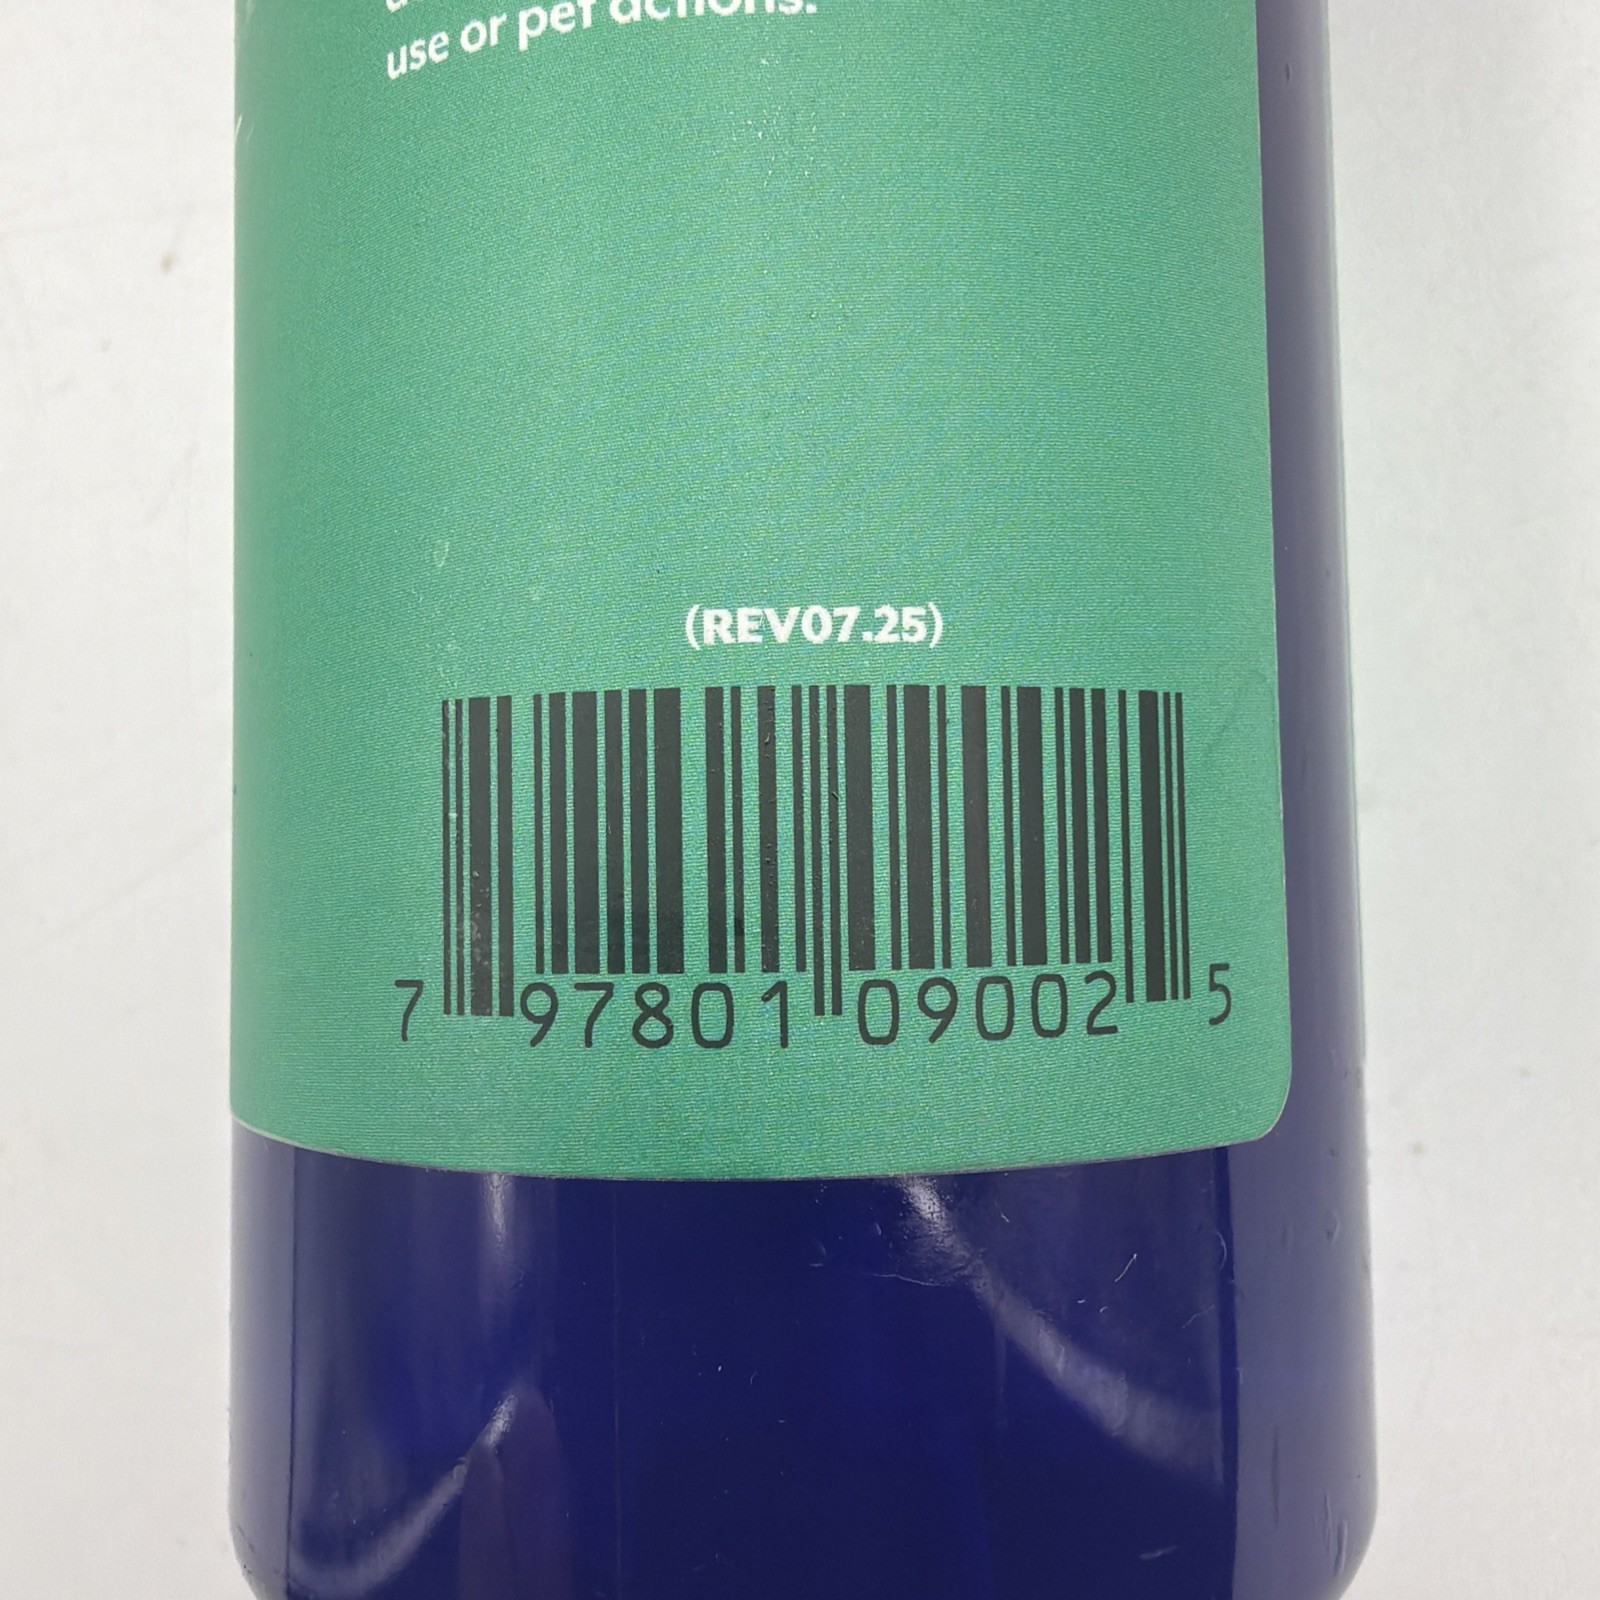 use or pet actions.
(REV07.25)
7 97801 09002 5